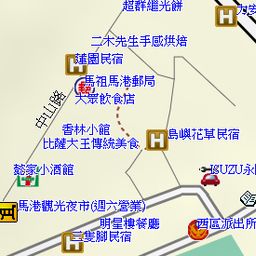 超群繼光餅
二木先生手感烘焙
蓮園民宿
馬祖馬港郵局
大眾飲食店
中山路
香林小館
比薩大王傳統美食
島嶼花草民宿
懿家小酒館
ISUZU永
馬港觀光夜市(週六營業)
明星樓餐廳
西區派出所
三隻腳民宿